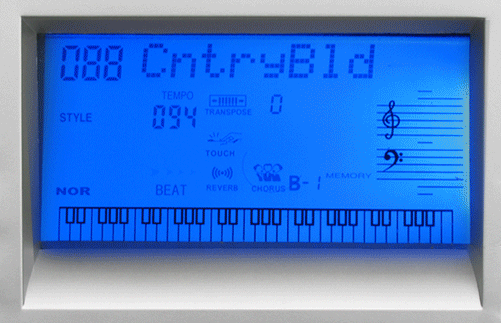 088 CntryBld
TEMPO
STYLE 094 TRANSPOSE 0
TOUCH
MEMORY
NOR BEAT REVERB CHORUS B-1